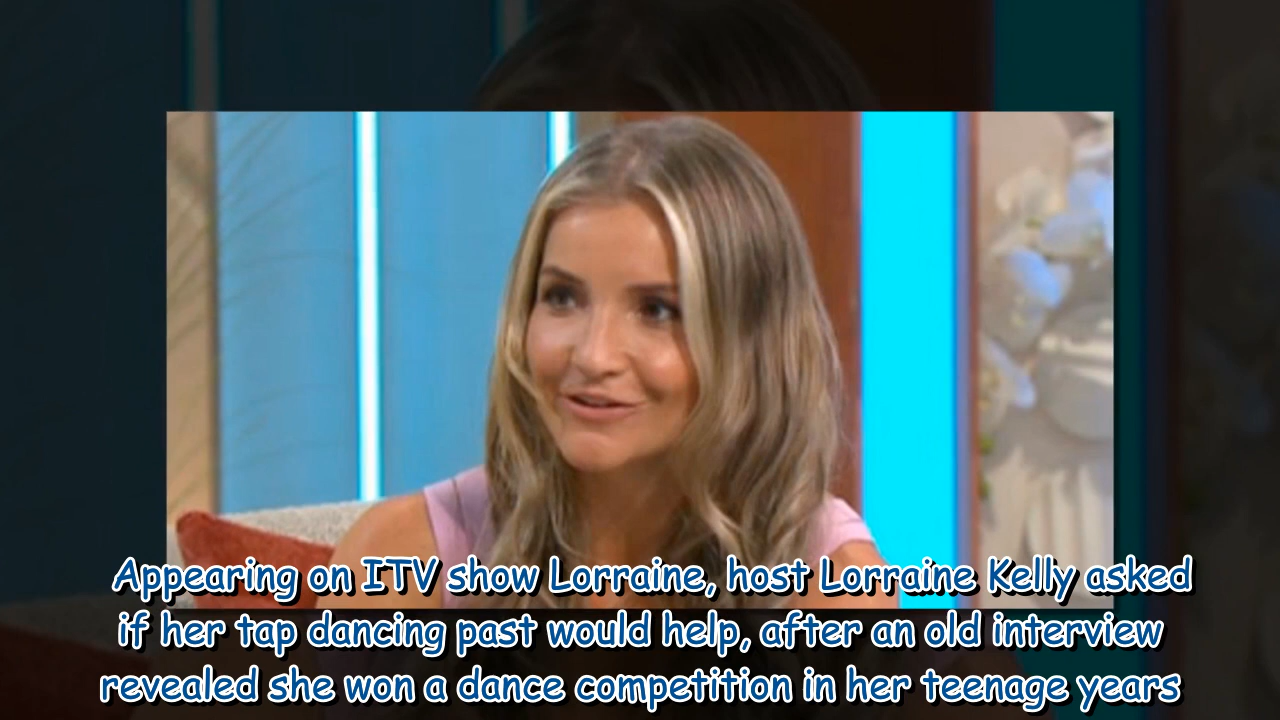 Appearing on ITV show Lorraine, host Lorraine Kelly asked
if her tap dancing past would help, after an old interview
revealed she won a dance competition in her teenage years